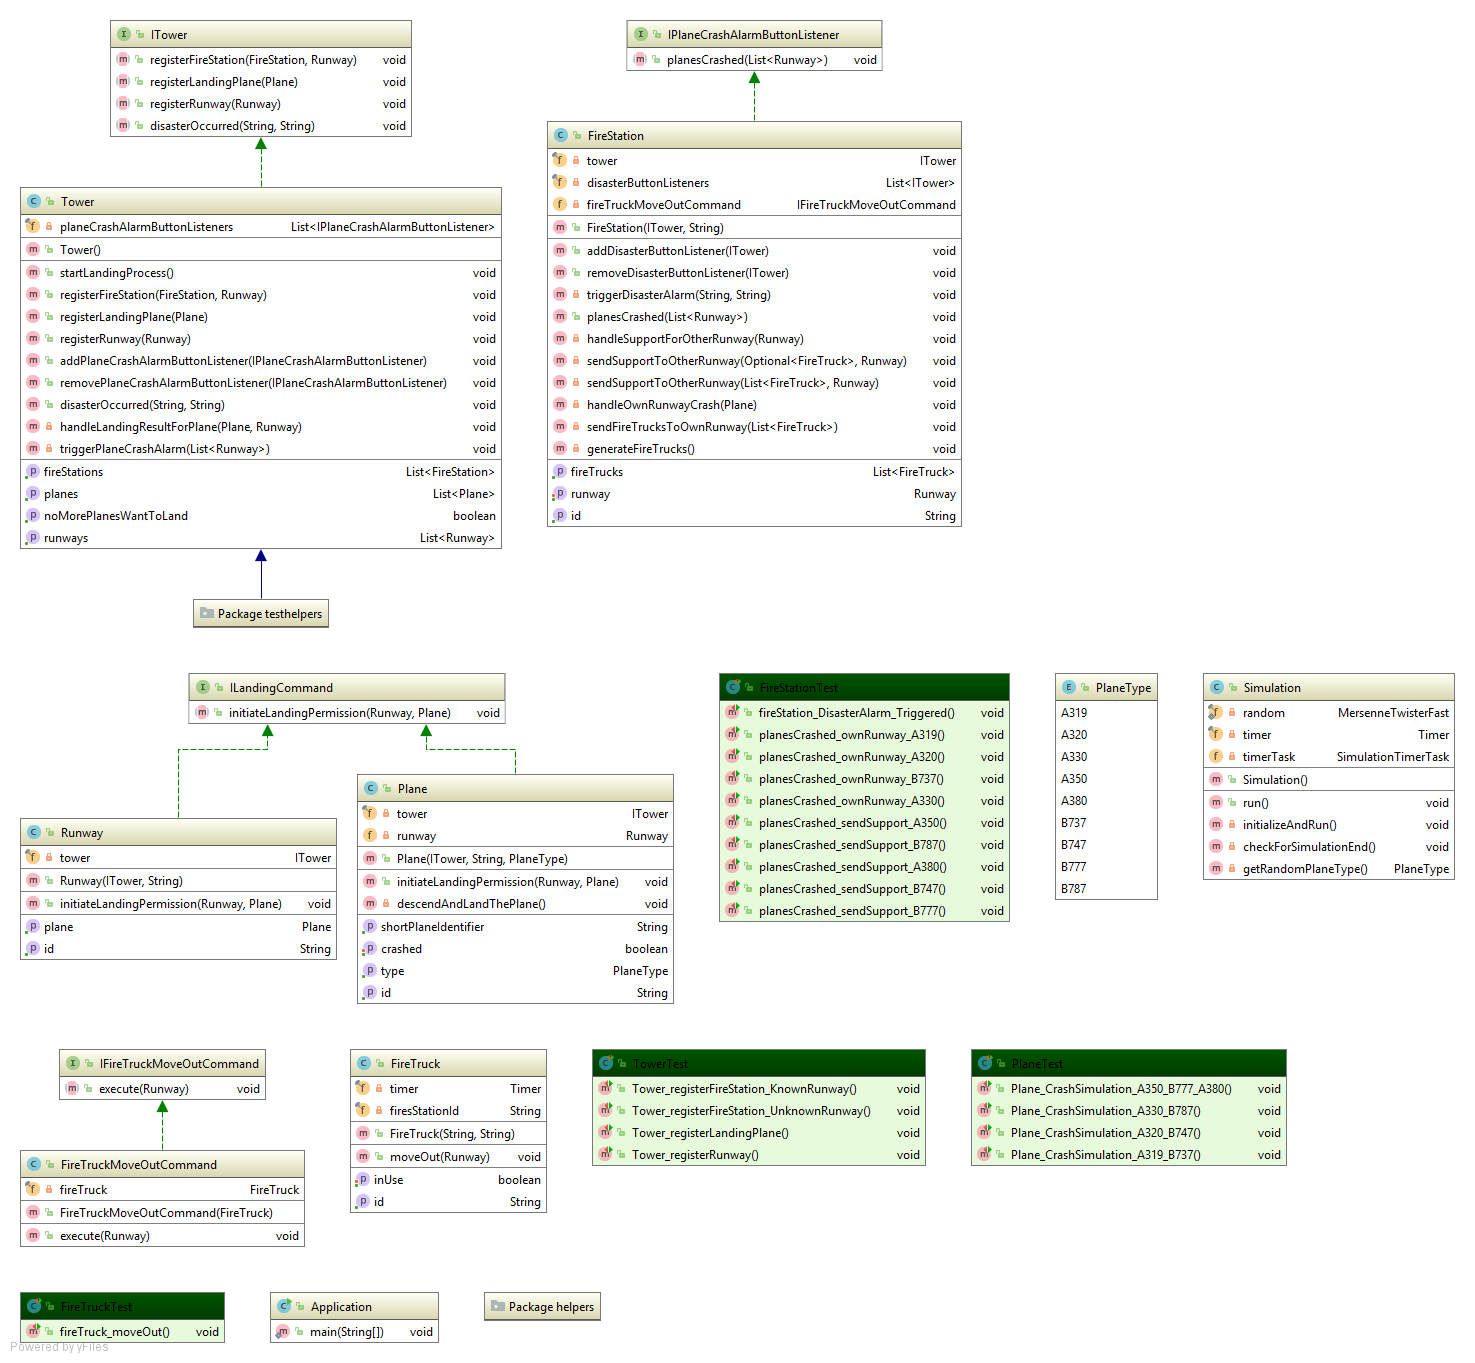 ITower
registerFireStation(FireStation, Runway) void
registerLandingPlane(Plane) void
registerRunway(Runway) void
disasterOccurred(String, String) void
IPlaneCrashAlarmButtonListener
planesCrashed(List<Runway>) void
Tower
planeCrashAlarmButtonListeners List<IPlaneCrashAlarmButtonListener>
Tower()
startLandingProcess() void
registerFireStation(FireStation, Runway) void
registerLandingPlane(Plane) void
registerRunway(Runway) void
addPlaneCrashAlarmButtonListener(IPlaneCrashAlarmButtonListener) void
removePlaneCrashAlarmButtonListener(IPlaneCrashAlarmButtonListener) void
disasterOccurred(String, String) void
handleLandingResultForPlane(Plane, Runway) void
triggerPlaneCrashAlarm(List<Runway>) void
fireStations List<FireStation>
planes List<Plane>
noMorePlanesWantToLand boolean
runways List<Runway>
FireStation
tower ITower
disasterButtonListeners List<ITower>
fireTruckMoveOutCommand IFireTruckMoveOutCommand
FireStation(ITower, String)
addDisasterButtonListener(ITower) void
removeDisasterButtonListener(ITower) void
triggerDisasterAlarm(String, String) void
planesCrashed(List<Runway>) void
handleSupportForOtherRunway(Runway) void
sendSupportToOtherRunway(Optional<FireTruck>, Runway) void
sendSupportToOtherRunway(List<FireTruck>, Runway) void
handleOwnRunwayCrash(Plane) void
sendFireTrucksToOwnRunway(List<FireTruck>) void
generateFireTrucks() void
fireTrucks List<FireTruck>
runway Runway
id String
Package testhelpers
ILandingCommand
initiateLandingPermission(Runway, Plane) void
Runway
tower ITower
Runway(ITower, String)
initiateLandingPermission(Runway, Plane) void
plane Plane
id String
Plane
tower ITower
runway Runway
Plane(ITower, String, PlaneType)
initiateLandingPermission(Runway, Plane) void
descendAndLandThePlane() void
shortPlaneIdentifier String
crashed boolean
type PlaneType
id String
FireStationTest
fireStation_DisasterAlarm_Triggered() void
planesCrashed_ownRunway_A319() void
planesCrashed_ownRunway_A320() void
planesCrashed_ownRunway_B737() void
planesCrashed_ownRunway_A330() void
planesCrashed_sendSupport_A350() void
planesCrashed_sendSupport_B787() void
planesCrashed_sendSupport_A380() void
planesCrashed_sendSupport_B747() void
planesCrashed_sendSupport_B777() void
PlaneType
A319
A320
A330
A350
A380
B737
B747
B777
B787
Simulation
random MersenneTwisterFast
timer Timer
timerTask SimulationTimerTask
Simulation()
run() void
initializeAndRun() void
checkForSimulationEnd() void
getRandomPlaneType() PlaneType
IFireTruckMoveOutCommand
execute(Runway) void
FireTruckMoveOutCommand
fireTruck FireTruck
FireTruckMoveOutCommand(FireTruck)
execute(Runway) void
FireTruck
timer Timer
firesStationId String
FireTruck(String, String)
moveOut(Runway) void
inUse boolean
id String
TowerTest
Tower_registerFireStation_KnownRunway() void
Tower_registerFireStation_UnknownRunway() void
Tower_registerLandingPlane() void
Tower_registerRunway() void
PlaneTest
Plane_CrashSimulation_A350_B777_A380() void
Plane_CrashSimulation_A330_B787() void
Plane_CrashSimulation_A320_B747() void
Plane_CrashSimulation_A319_B737() void
FireTruckTest
fireTruck_moveOut() void
Application
main(String[]) void
Package helpers
Powered by yFiles